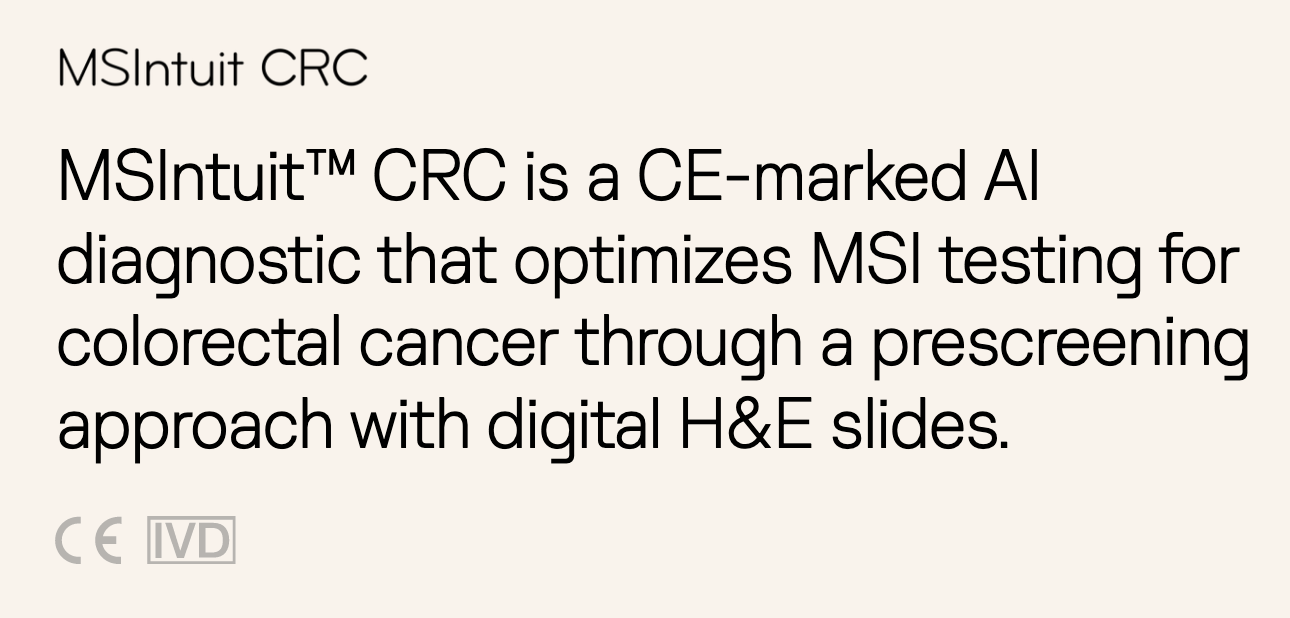 MSIntuit CRC
MSIntuit™ CRC is a CE-marked AI
diagnostic that optimizes MSI testing for
colorectal cancer through a prescreening
approach with digital H&E slides.
CE IVD